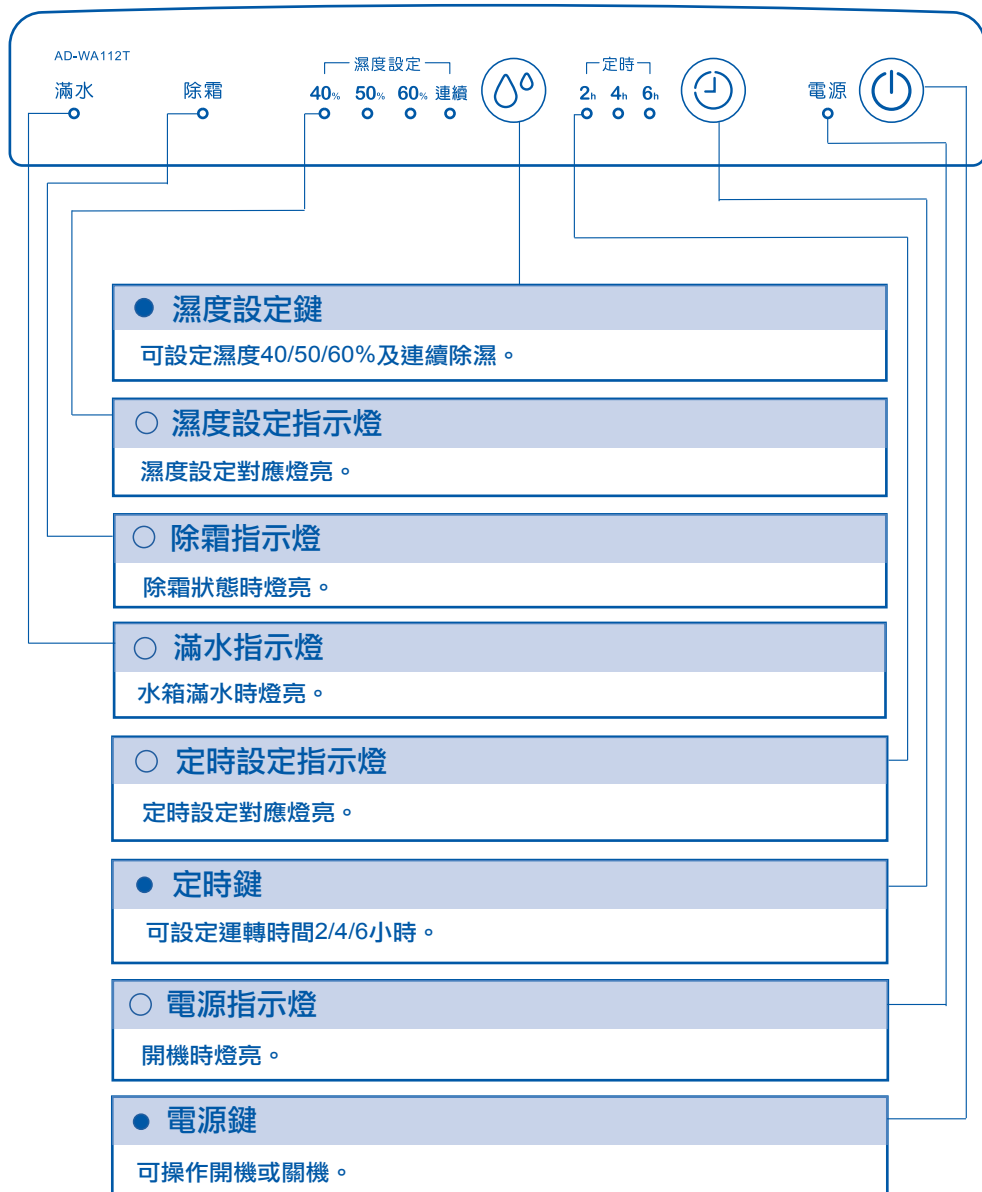 AD-WA112T
滿水
除霜
濕度設定
40% 50% 60% 連續
定時
2h 4h 6h
電源
● 濕度設定鍵
可設定濕度40/50/60%及連續除濕。
○ 濕度設定指示燈
濕度設定對應燈亮。
○ 除霜指示燈
除霜狀態時燈亮。
○ 滿水指示燈
水箱滿水時燈亮。
○ 定時設定指示燈
定時設定對應燈亮。
● 定時鍵
可設定運轉時間2/4/6小時。
○ 電源指示燈
開機時燈亮。
● 電源鍵
可操作開機或關機。